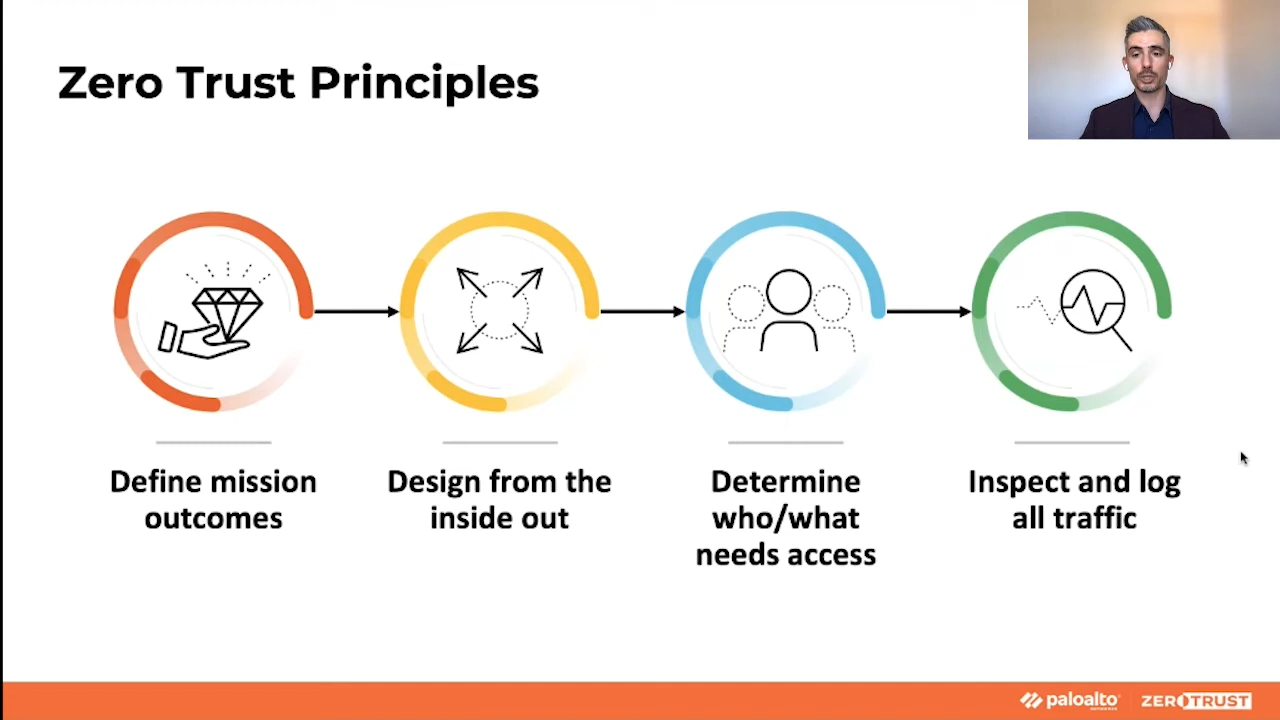 Zero Trust Principles
Define mission
outcomes
Design from the
inside out
Determine
who/what
needs access
Inspect and log
all traffic
paloalto
ZERO TRUST